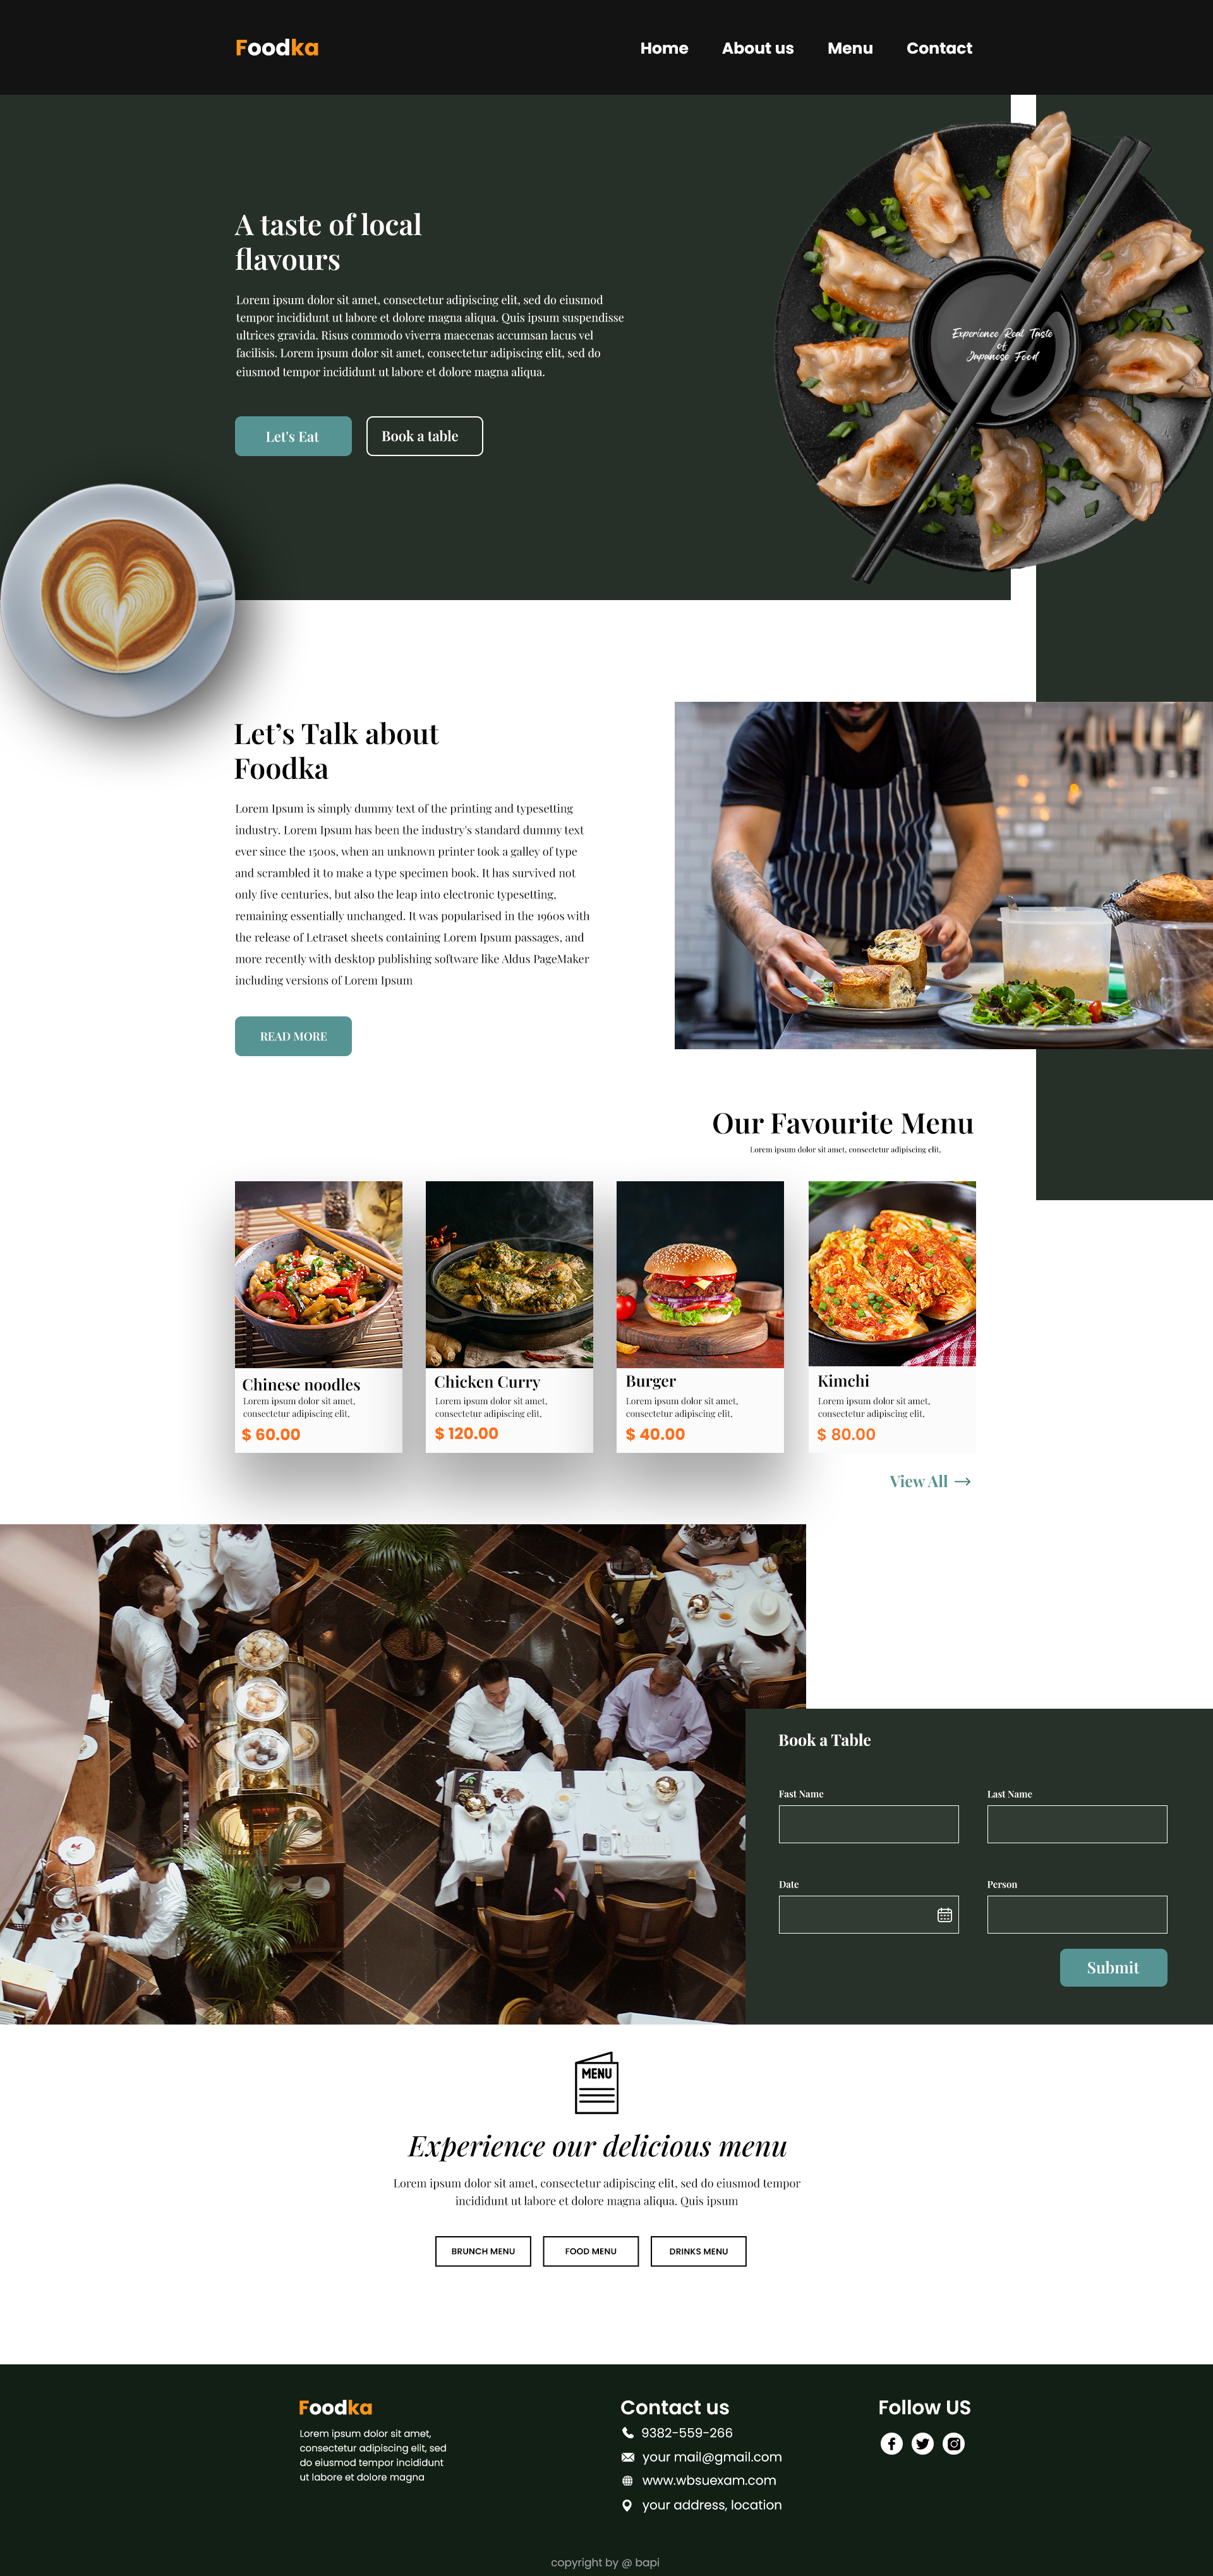 Foodka
Home About us Menu Contact
A taste of local
flavours
Lorem ipsum dolor sit amet, consectetur adipiscing elit, sed do eiusmod
tempor incididunt ut labore et dolore magna aliqua. Quis ipsum suspendisse
ultrices gravida. Risus commodo viverra maecenas accumsan lacus vel
facilisis. Lorem ipsum dolor sit amet, consectetur adipiscing elit, sed do
eiusmod tempor incididunt ut labore et dolore magna aliqua.
Let's Eat
Book a table
Experience Real Taste
of
Japanese Food
Let's Talk about
Foodka
Lorem Ipsum is simply dummy text of the printing and typesetting
industry. Lorem Ipsum has been the industry's standard dummy text
ever since the 1500s, when an unknown printer took a galley of type
and scrambled it to make a type specimen book. It has survived not
only five centuries, but also the leap into electronic typesetting,
remaining essentially unchanged. It was popularised in the 1960s with
the release of Letraset sheets containing Lorem Ipsum passages, and
more recently with desktop publishing software like Aldus PageMaker
including versions of Lorem Ipsum
READ MORE
Our Favourite Menu
Lorem ipsum dolor sit amet, consectetur adipiscing elit,
Chinese noodles
Lorem ipsum dolor sit amet,
consectetur adipiscing elit,
$ 60.00
Chicken Curry
Lorem ipsum dolor sit amet,
consectetur adipiscing elit,
$ 120.00
Burger
Lorem ipsum dolor sit amet,
consectetur adipiscing elit,
$ 40.00
Kimchi
Lorem ipsum dolor sit amet,
consectetur adipiscing elit,
$ 80.00
View All
Book a Table
Fast Name
Last Name
Date
Person
Submit
MENU
Experience our delicious menu
Lorem ipsum dolor sit amet, consectetur adipiscing elit, sed do eiusmod tempor
incididunt ut labore et dolore magna aliqua. Quis ipsum
BRUNCH MENU
FOOD MENU
DRINKS MENU
Foodka
Lorem ipsum dolor sit amet,
consectetur adipiscing elit, sed
do eiusmod tempor incididunt
ut labore et dolore magna
Contact us
9382-559-266
your mail@gmail.com
www.wbsuexam.com
your address, location
Follow US
copyright by @ bapi